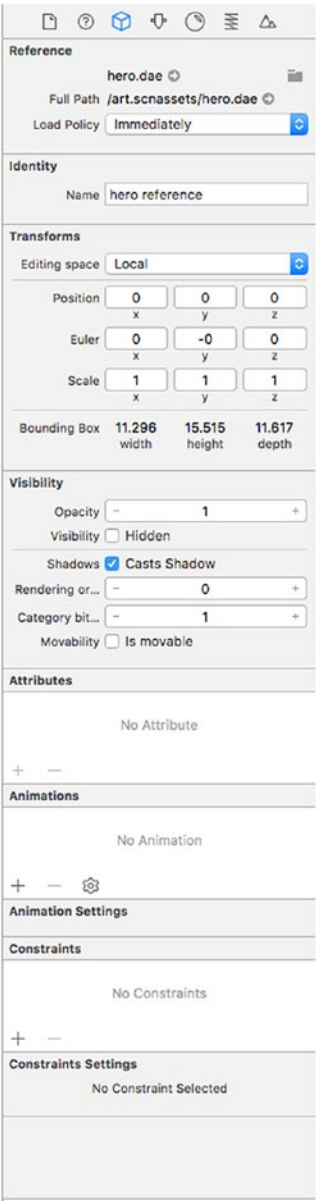 Reference
hero.dae
Full Path /art.scnassets/hero.dae
Load Policy Immediately
Identity
Name hero reference
Transforms
Editing space Local
Position 0 0 0
x y z
Euler 0 -0 0
x y z
Scale 1 1 1
x y z
Bounding Box 11.296 15.515 11.617
width height depth
Visibility
Opacity − 1 +
Visibility Hidden
Shadows Casts Shadow
Rendering or... − 0 +
Category bit... − 1 +
Movability Is movable
Attributes
No Attribute
+ −
Animations
No Animation
+ −
Animation Settings
Constraints
No Constraints
+ −
Constraints Settings
No Constraint Selected